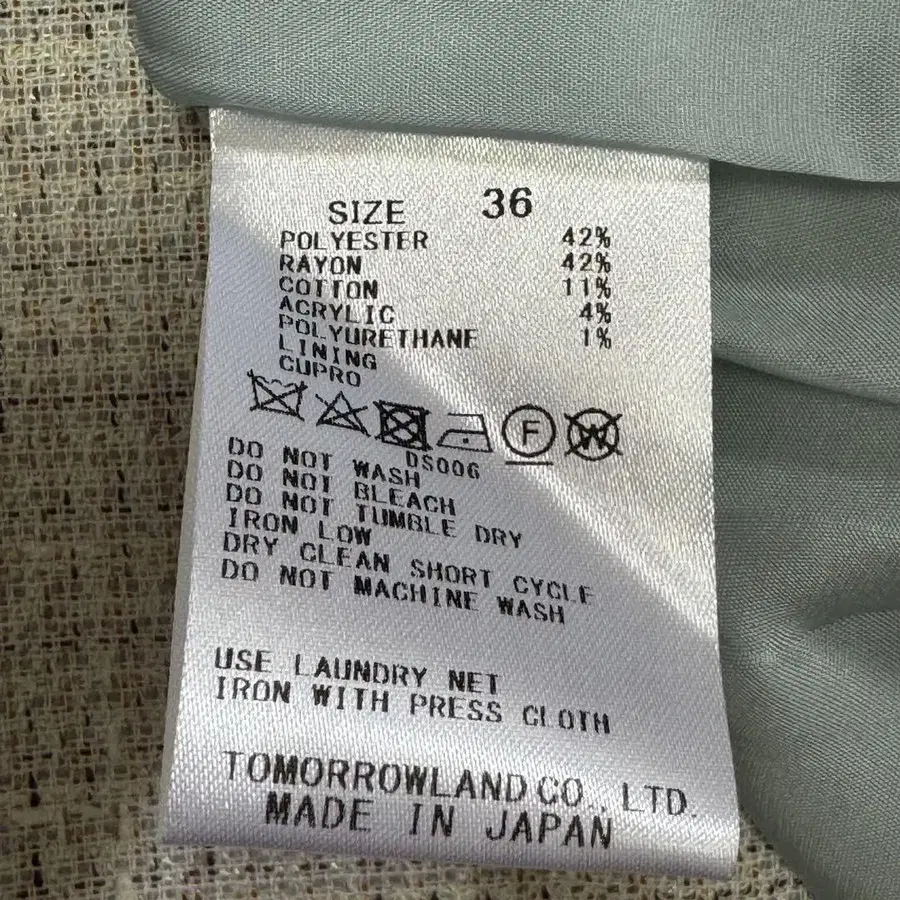 SIZE 36
POLYESTER 42%
RAYON 42%
COTTON 11%
ACRYLIC 4%
POLYURETHANE 1%
LINING
CUPRO
F W
DS006
DO NOT WASH
DO NOT BLEACH
DO NOT TUMBLE DRY
IRON LOW
DRY CLEAN SHORT CYCLE
DO NOT MACHINE WASH
USE LAUNDRY NET
IRON WITH PRESS CLOTH
TOMORROWLAND CO., LTD.
MADE IN JAPAN